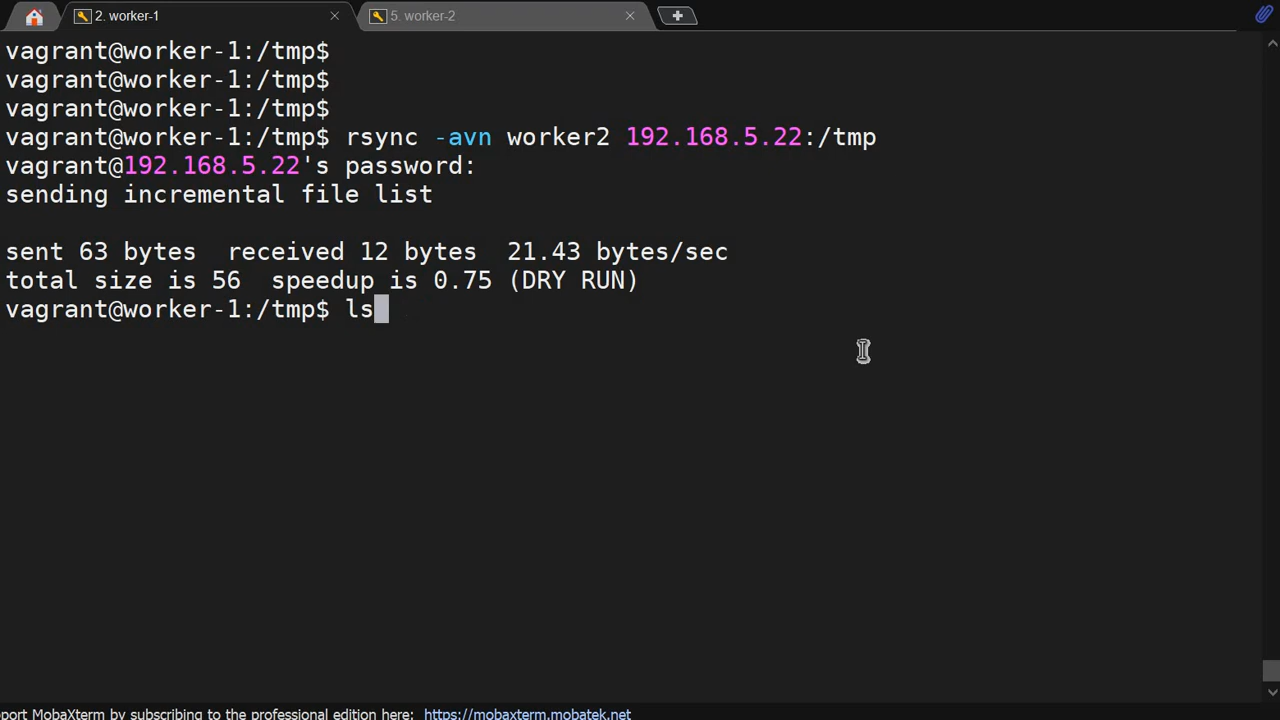 2. worker-1
5. worker-2
vagrant@worker-1:/tmp$
vagrant@worker-1:/tmp$
vagrant@worker-1:/tmp$
vagrant@worker-1:/tmp$ rsync -avn worker2 192.168.5.22:/tmp
vagrant@192.168.5.22's password:
sending incremental file list
sent 63 bytes  received 12 bytes  21.43 bytes/sec
total size is 56  speedup is 0.75 (DRY RUN)
vagrant@worker-1:/tmp$ ls
port MobaXterm by subscribing to the professional edition here: https://mobaxterm.mobatek.net